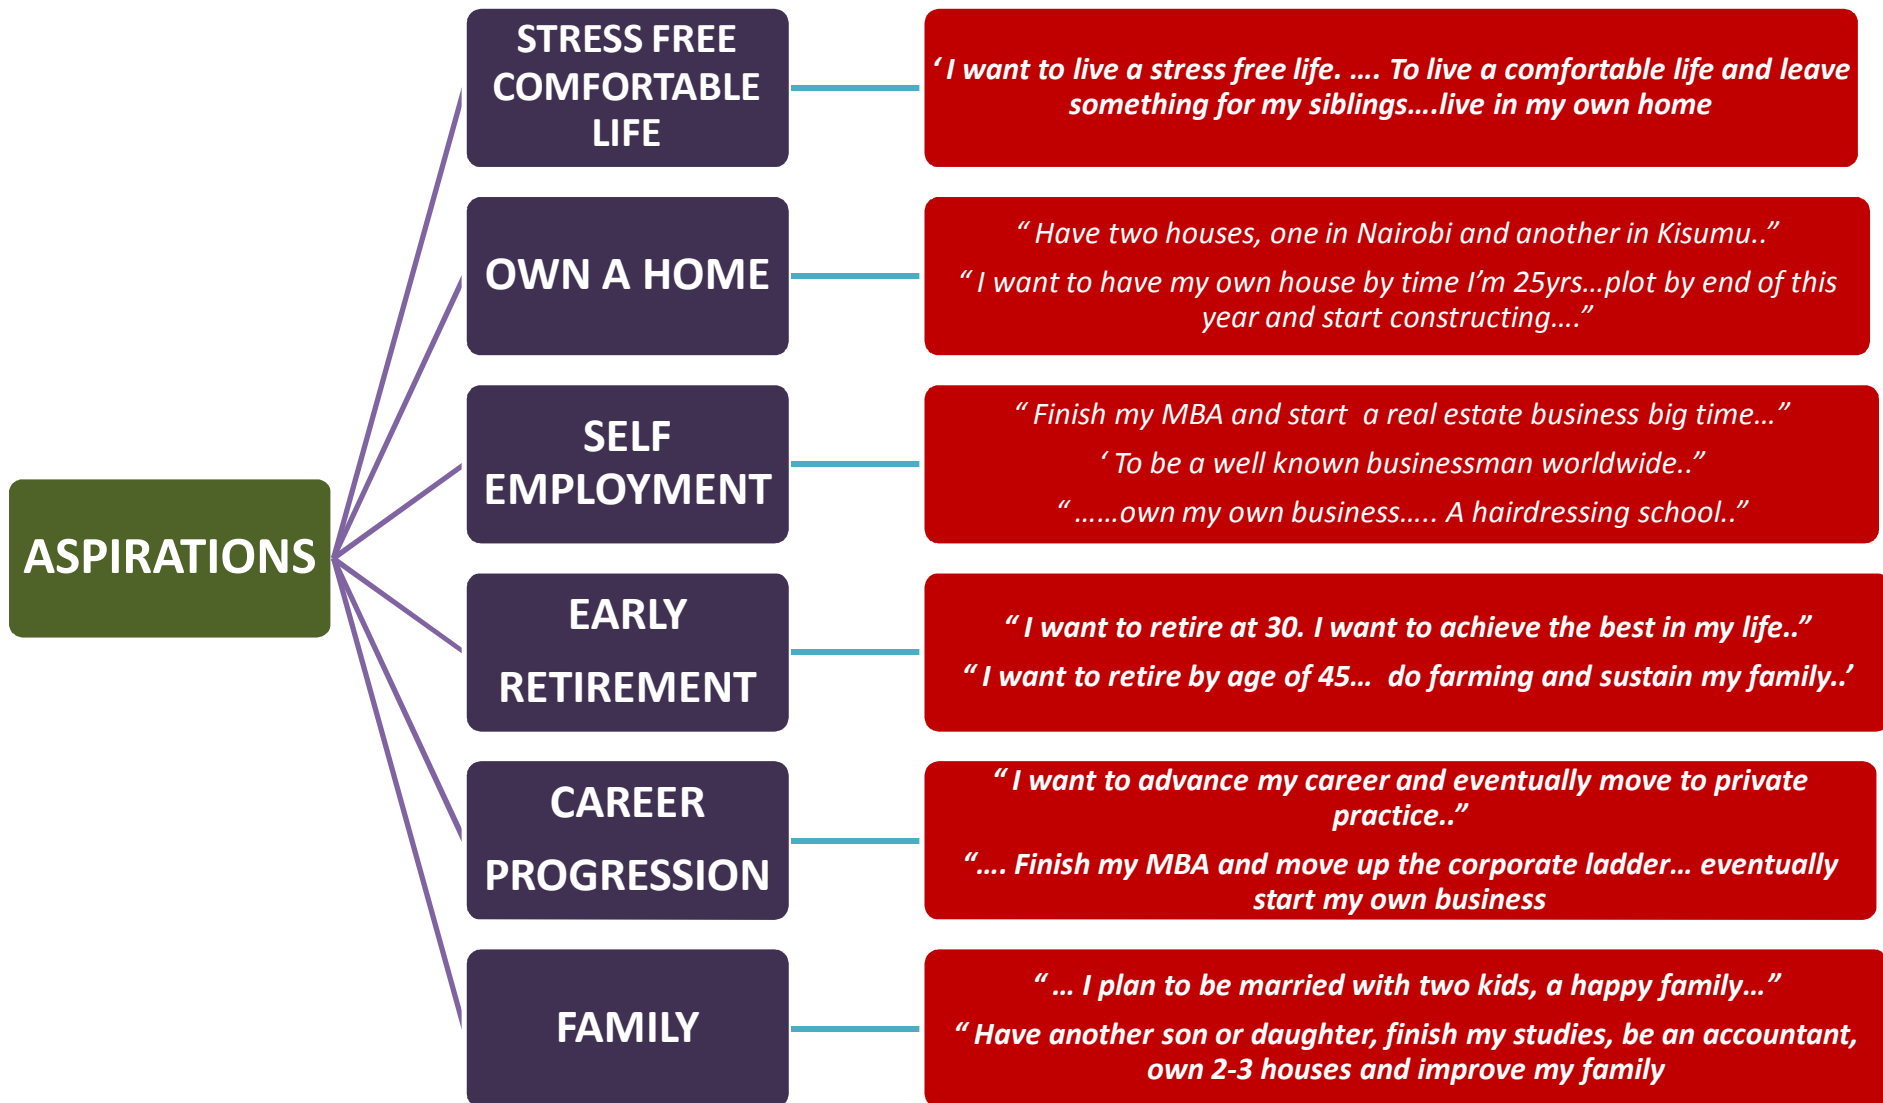 ASPIRATIONS
STRESS FREE
COMFORTABLE
LIFE
‘ I want to live a stress free life. …. To live a comfortable life and leave
something for my siblings….live in my own home
OWN A HOME
“ Have two houses, one in Nairobi and another in Kisumu..”
“ I want to have my own house by time I’m 25yrs…plot by end of this
year and start constructing….”
SELF
EMPLOYMENT
“ Finish my MBA and start  a real estate business big time…”
‘ To be a well known businessman worldwide..”
“ ……own my own business….. A hairdressing school..”
EARLY
RETIREMENT
“ I want to retire at 30. I want to achieve the best in my life..”
“ I want to retire by age of 45…  do farming and sustain my family..’
CAREER
PROGRESSION
“ I want to advance my career and eventually move to private
practice..”
“…. Finish my MBA and move up the corporate ladder… eventually
start my own business
FAMILY
“ … I plan to be married with two kids, a happy family…”
“ Have another son or daughter, finish my studies, be an accountant,
own 2-3 houses and improve my family